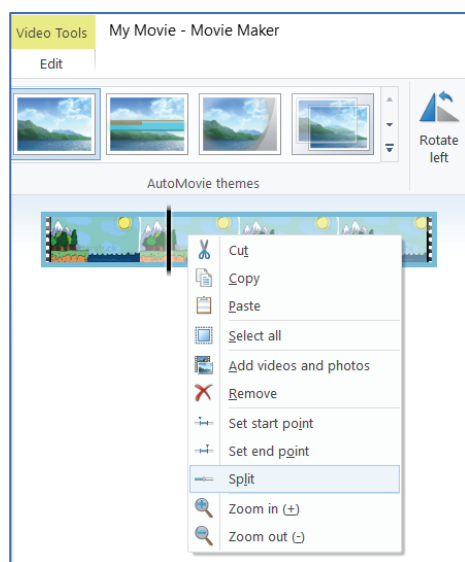 Video Tools
My Movie - Movie Maker
Edit
Rotate
left
AutoMovie themes
Cut
Copy
Paste
Select all
Add videos and photos
Remove
Set start point
Set end point
Split
Zoom in (+)
Zoom out (-)